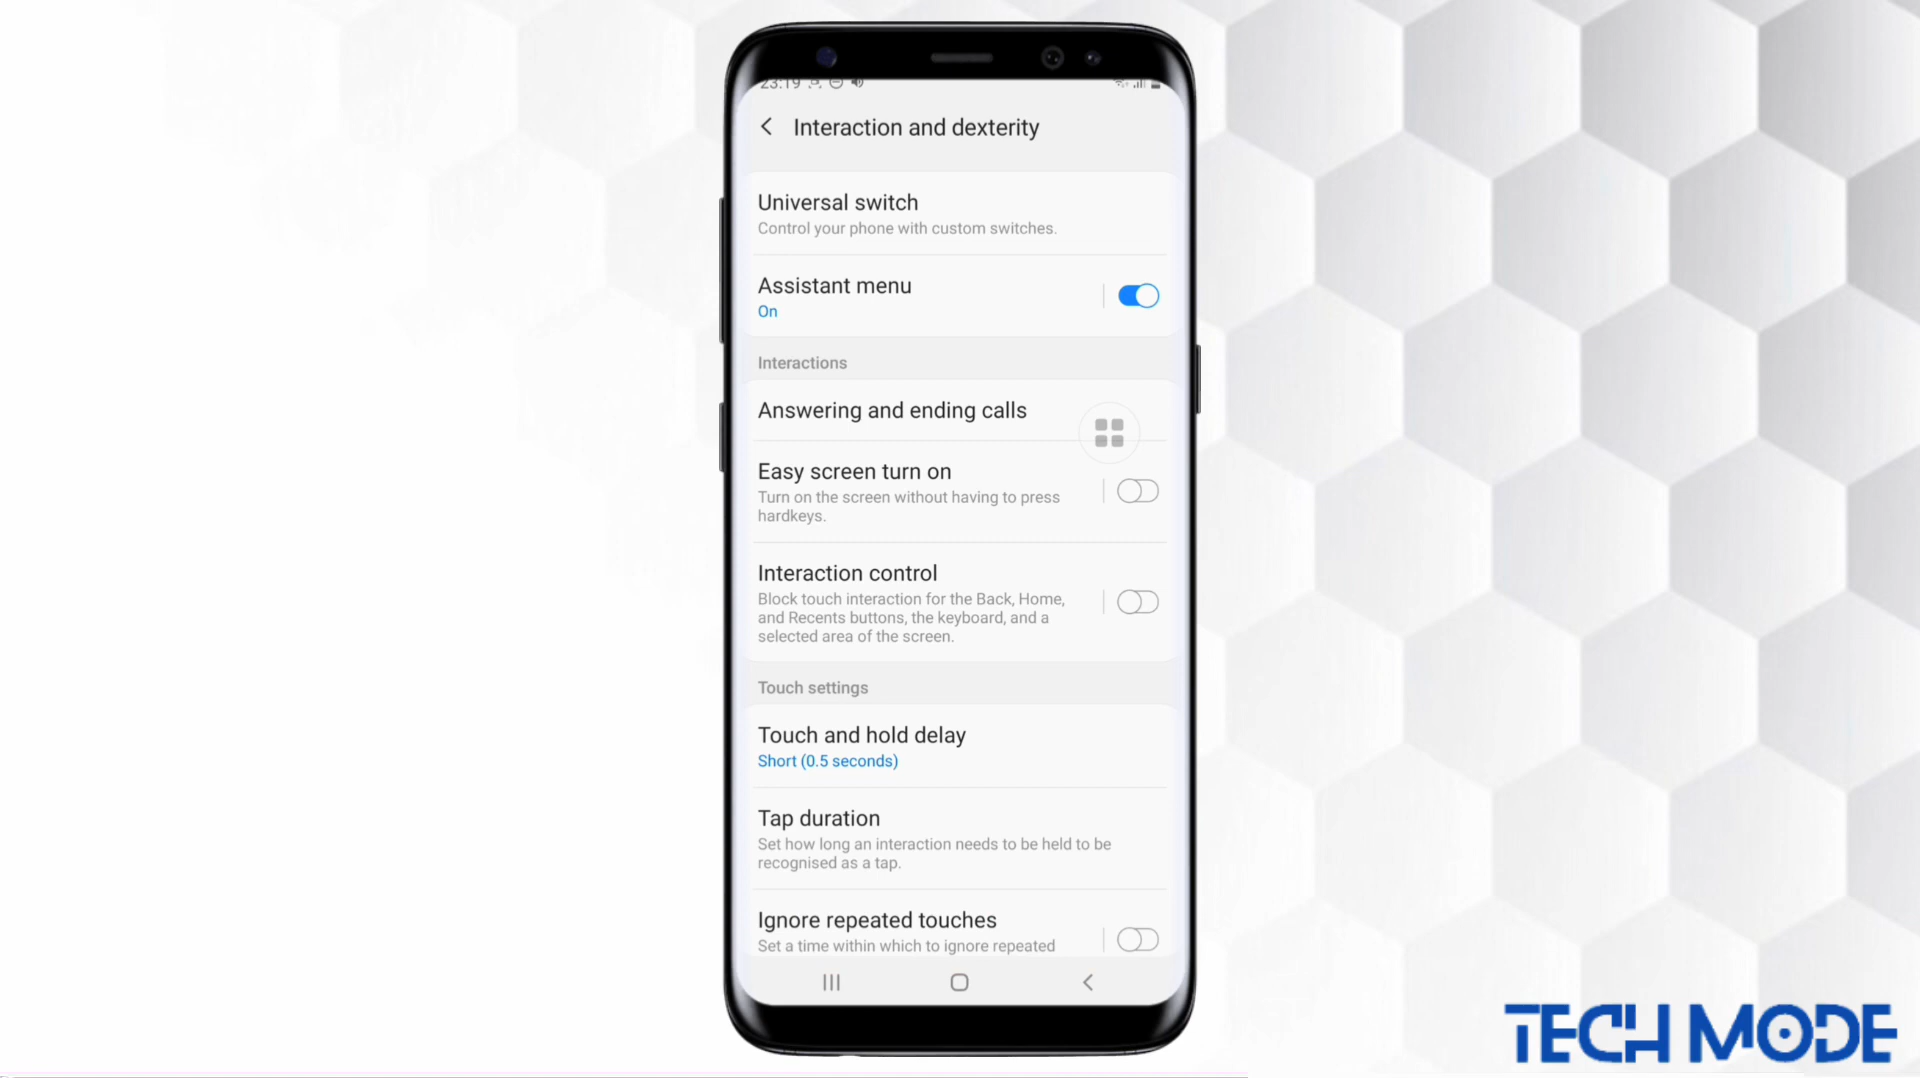 23:19
Interaction and dexterity
Universal switch
Control your phone with custom switches.
Assistant menu
On
Interactions
Answering and ending calls
Easy screen turn on
Turn on the screen without having to press
hardkeys.
Interaction control
Block touch interaction for the Back, Home,
and Recents buttons, the keyboard, and a
selected area of the screen.
Touch settings
Touch and hold delay
Short (0.5 seconds)
Tap duration
Set how long an interaction needs to be held to be
recognised as a tap.
Ignore repeated touches
Set a time within which to ignore repeated
TECH MODE